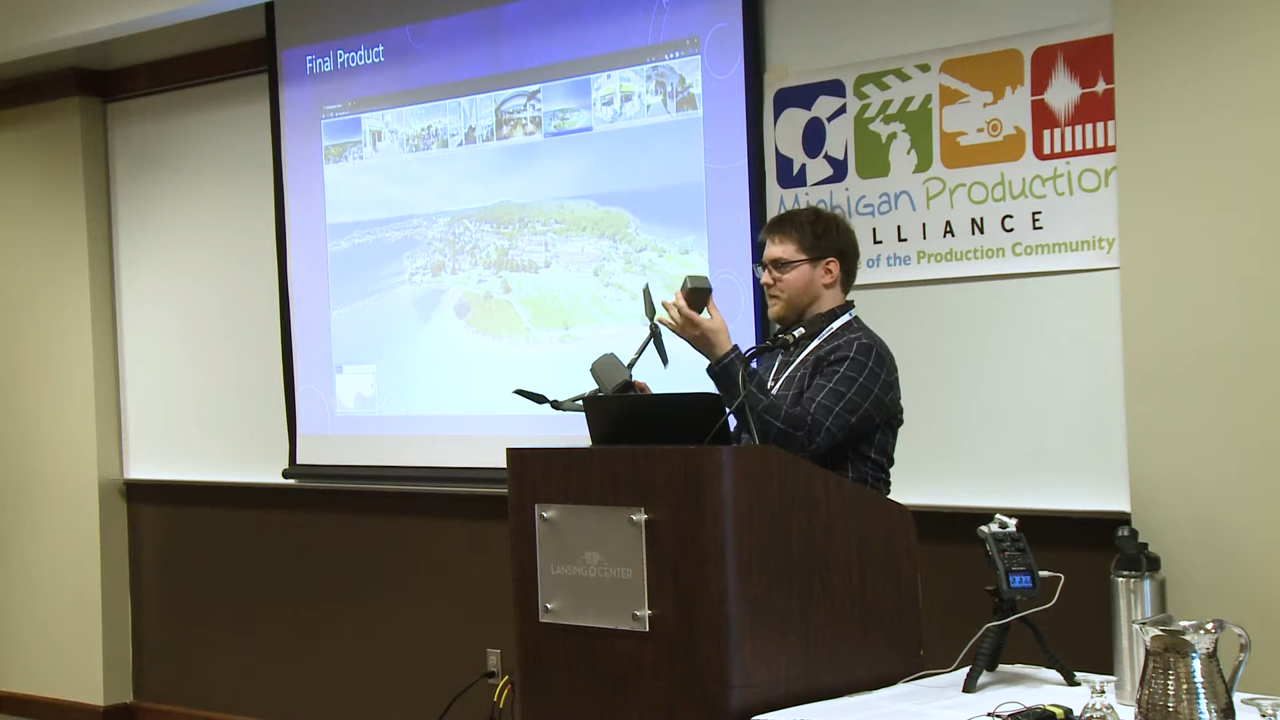 Final Product
Michigan Production
LLIANCE
of the Production Community
LANSING CENTER